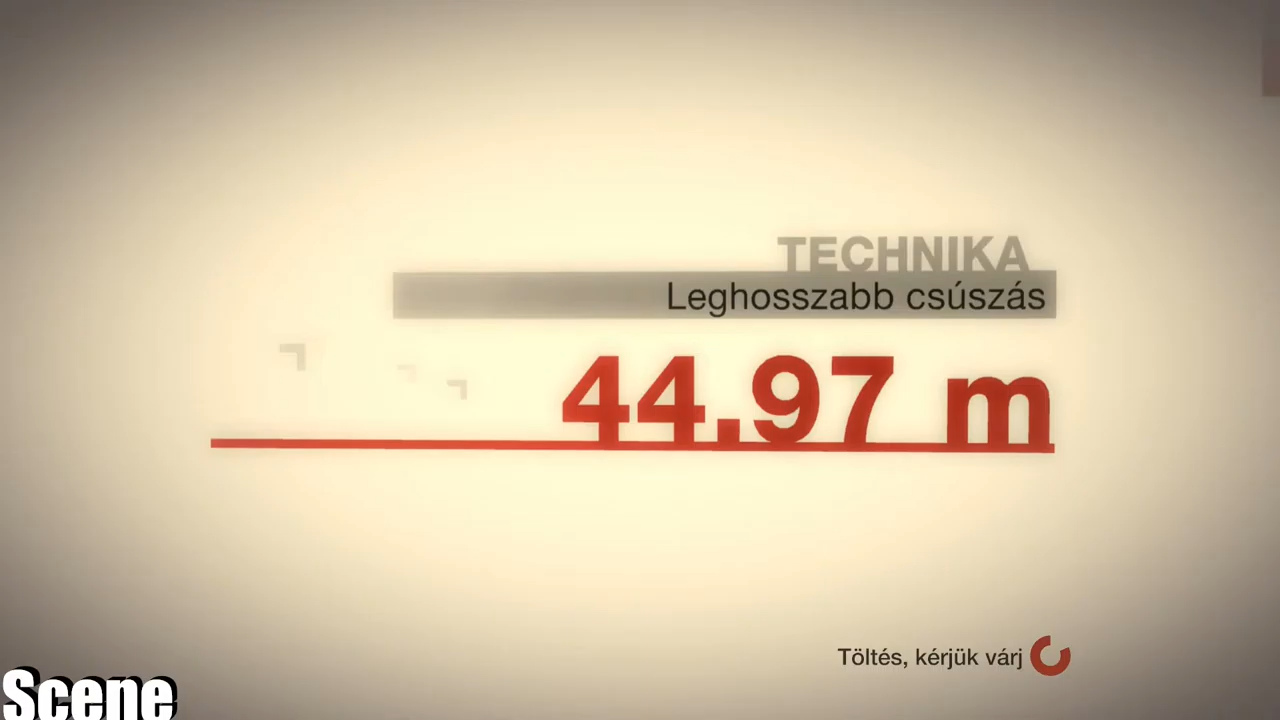 TECHNIKA
Leghosszabb csúszás
44.97 m
Töltés, kérjük várj
Scene